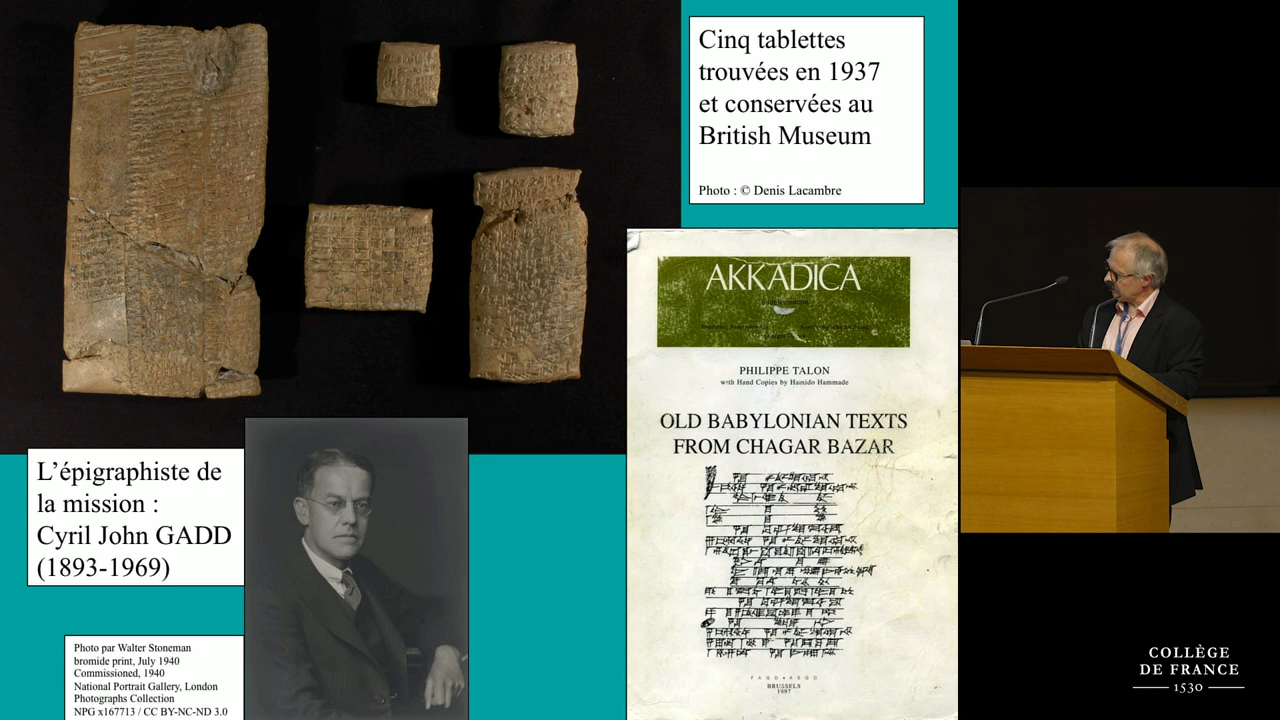 Cinq tablettes
trouvées en 1937
et conservées au
British Museum
Photo : © Denis Lacambre
AKKADICA
PHILIPPE TALON
with Hand Copies by Hamido Hammade
OLD BABYLONIAN TEXTS
FROM CHAGAR BAZAR
BRUSSELS
1997
L’épigraphiste de
la mission :
Cyril John GADD
(1893-1969)
Photo par Walter Stoneman
bromide print, July 1940
Commissioned, 1940
National Portrait Gallery, London
Photographs Collection
NPG x167713 / CC BY-NC-ND 3.0
COLLÈGE
DE FRANCE
1530